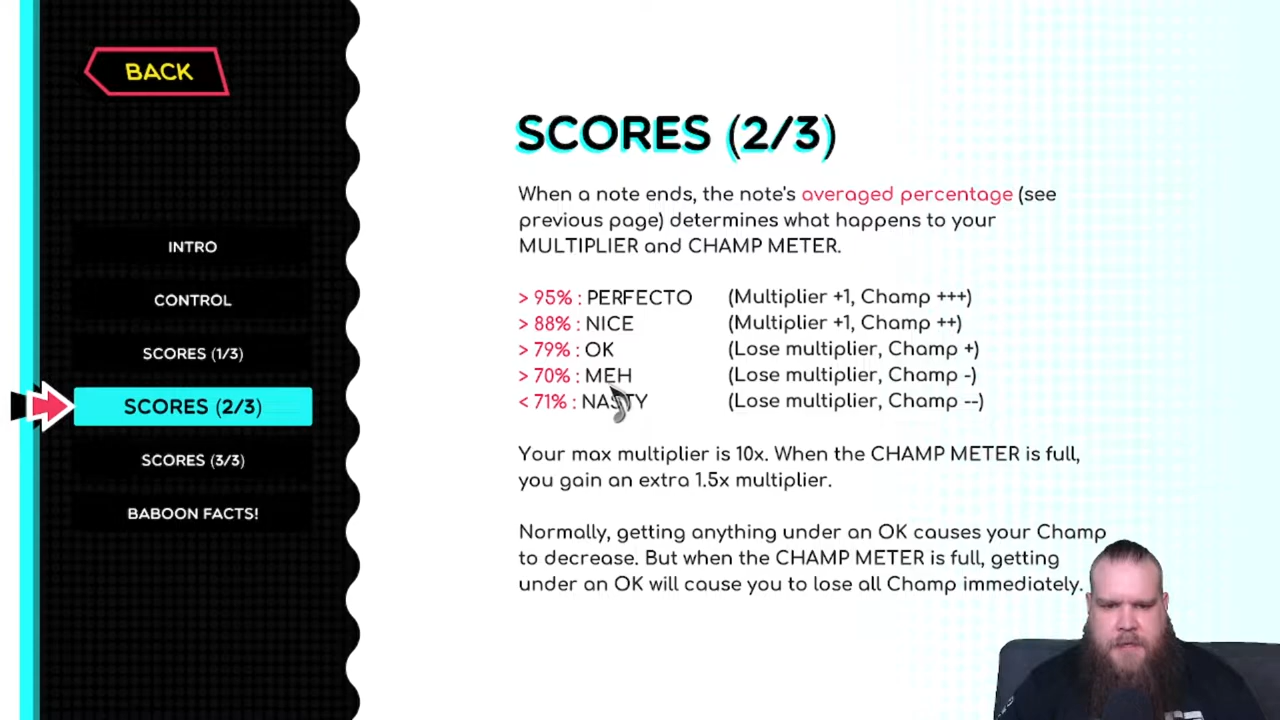 BACK
INTRO
CONTROL
SCORES (1/3)
SCORES (2/3)
SCORES (3/3)
BABOON FACTS!
SCORES (2/3)
When a note ends, the note's averaged percentage (see
previous page) determines what happens to your
MULTIPLIER and CHAMP METER.
> 95% : PERFECTO (Multiplier +1, Champ +++)
> 88% : NICE (Multiplier +1, Champ ++)
> 79% : OK (Lose multiplier, Champ +)
> 70% : MEH (Lose multiplier, Champ -)
< 71% : NASTY (Lose multiplier, Champ --)
Your max multiplier is 10x. When the CHAMP METER is full,
you gain an extra 1.5x multiplier.
Normally, getting anything under an OK causes your Champ
to decrease. But when the CHAMP METER is full, getting
under an OK will cause you to lose all Champ immediately.